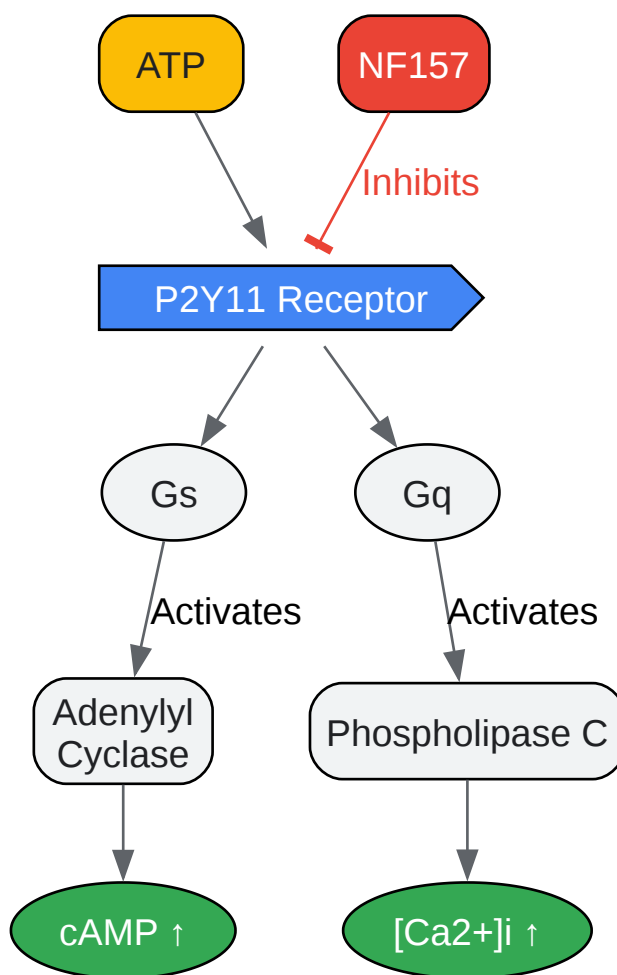 ATP
NF157
Inhibits
P2Y11 Receptor
Gs
Gq
Activates
Activates
Adenylyl
Cyclase
Phospholipase C
cAMP ↑
[Ca2+]i ↑